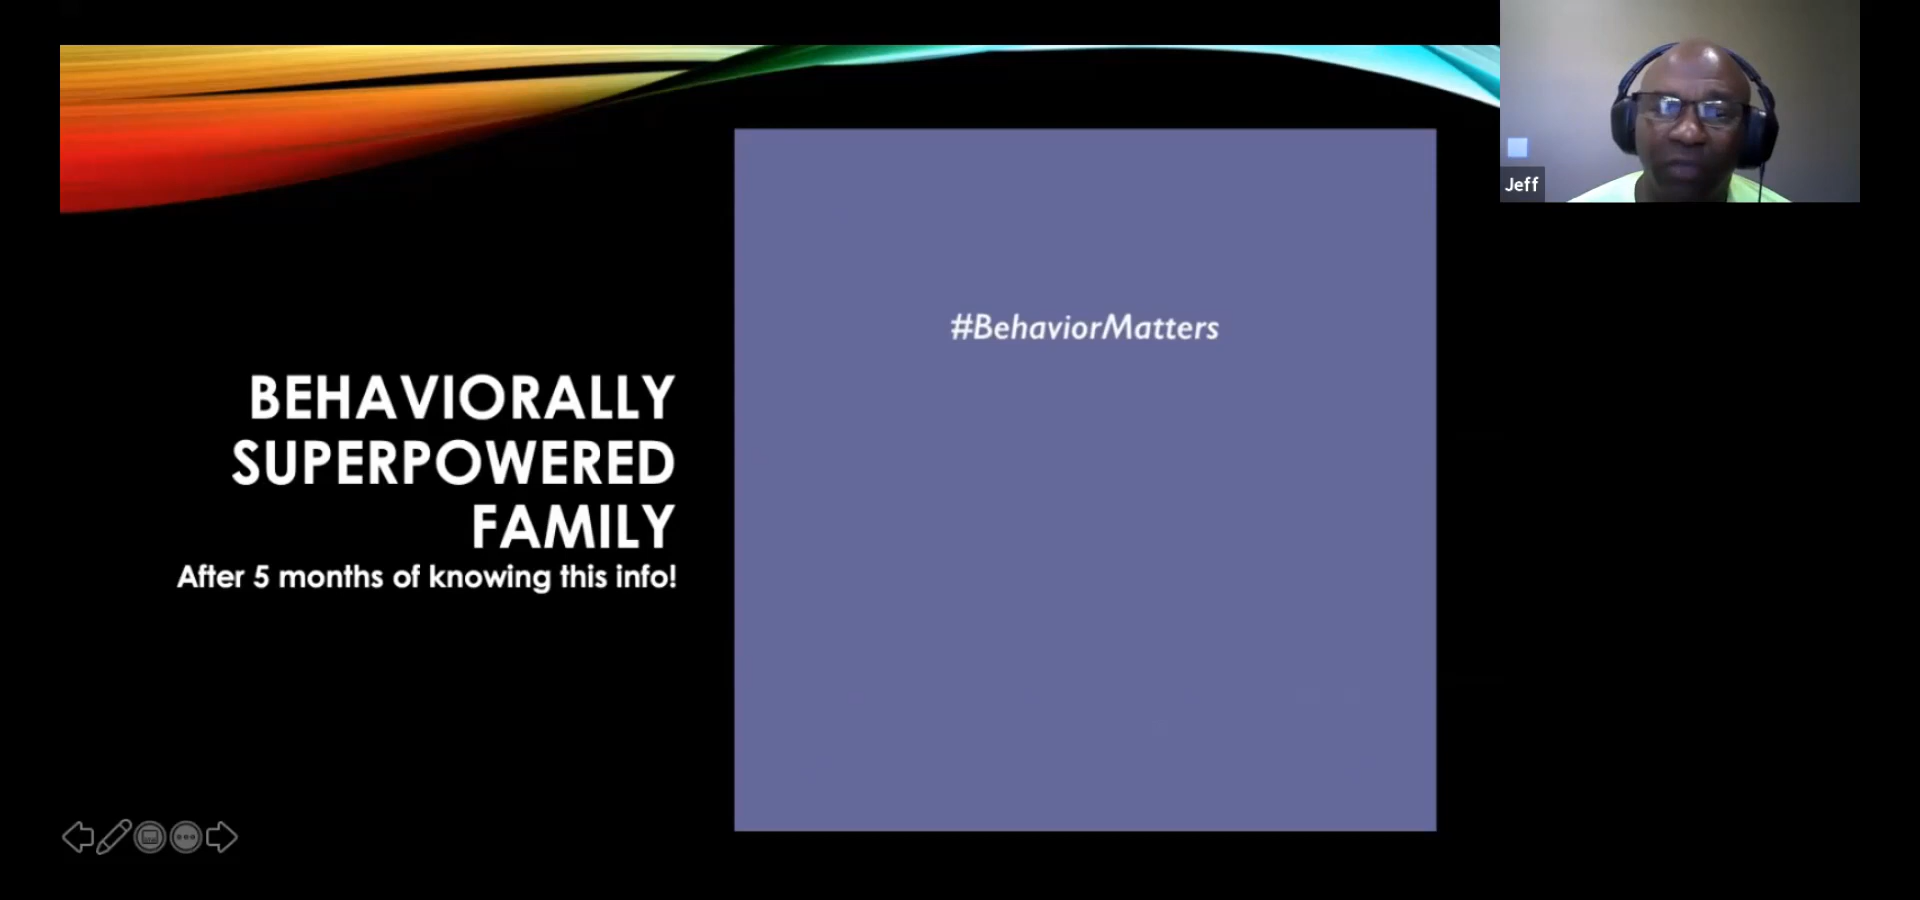 BEHAVIORALLY
SUPERPOWERED
FAMILY
After 5 months of knowing this info!
#BehaviorMatters
Jeff